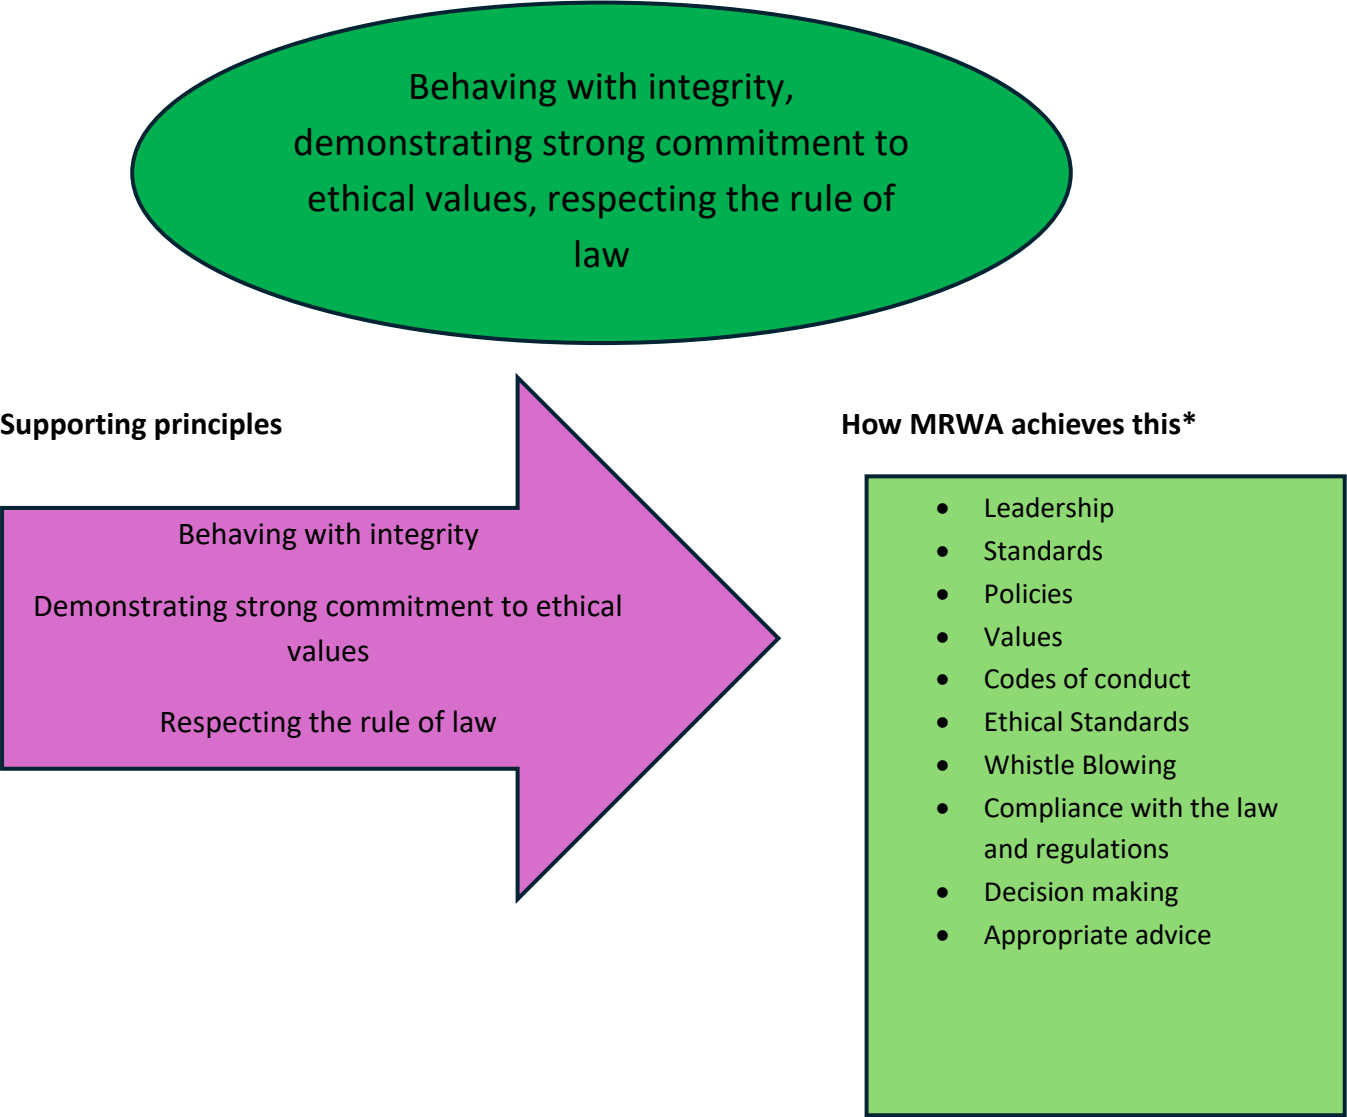 Behaving with integrity,
demonstrating strong commitment to
ethical values, respecting the rule of
law
Supporting principles
Behaving with integrity
Demonstrating strong commitment to ethical
values
Respecting the rule of law
How MRWA achieves this*
• Leadership
• Standards
• Policies
• Values
• Codes of conduct
• Ethical Standards
• Whistle Blowing
• Compliance with the law
and regulations
• Decision making
• Appropriate advice